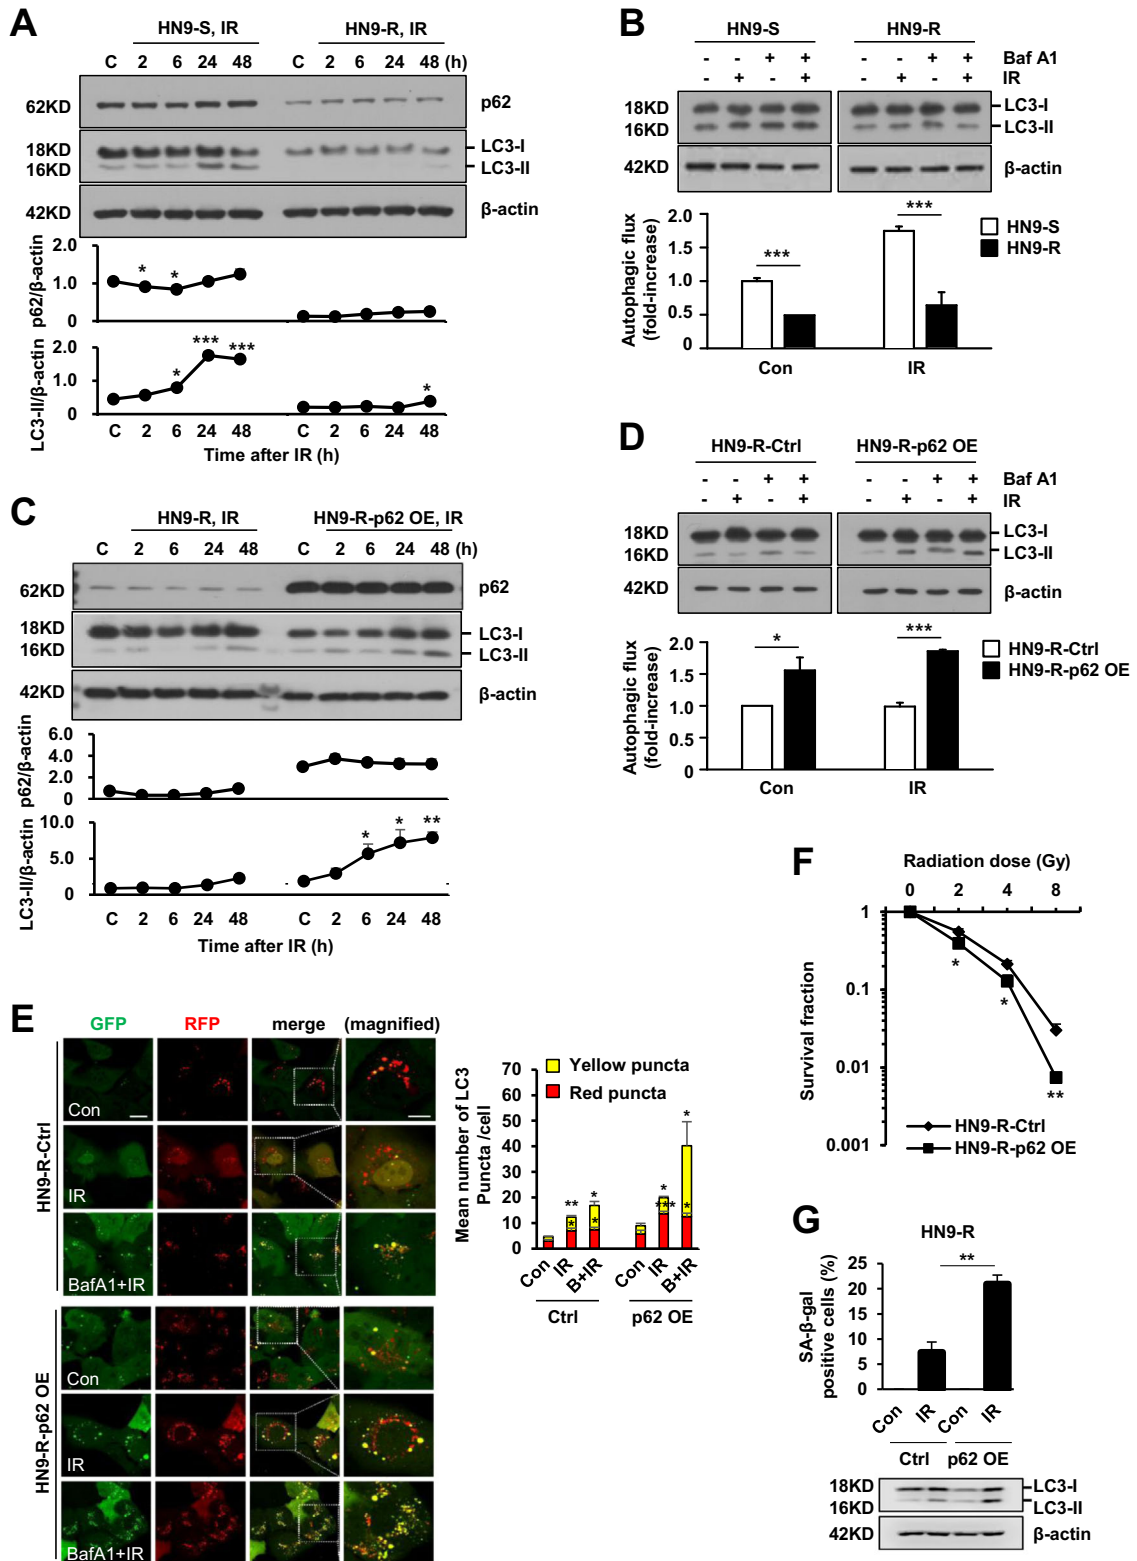 A
HN9-S, IR HN9-R, IR
C 2 6 24 48 C 2 6 24 48 (h)
62KD p62
18KD LC3-I
16KD LC3-II
42KD β-actin
p62/β-actin
2.0
1.0
0
* *
LC3-II/β-actin
2.0
1.0
0
* *** *** *
C 2 6 24 48 C 2 6 24 48
Time after IR (h)
B
HN9-S HN9-R
- - + + - - + + Baf A1
- + - + - + - + IR
18KD LC3-I
16KD LC3-II
42KD β-actin
Autophagic flux
(fold-increase)
2.0
1.5
1.0
0.5
0
*** ***
HN9-S
HN9-R
Con IR
C
HN9-R, IR HN9-R-p62 OE, IR
C 2 6 24 48 C 2 6 24 48 (h)
62KD p62
18KD LC3-I
16KD LC3-II
42KD β-actin
p62/β-actin
6.0
4.0
2.0
0
LC3-II/β-actin
10.0
5.0
0
* * **
C 2 6 24 48 C 2 6 24 48
Time after IR (h)
D
HN9-R-Ctrl HN9-R-p62 OE
- - + + - - + + Baf A1
- + - + - + - + IR
18KD LC3-I
16KD LC3-II
42KD β-actin
Autophagic flux
(fold-increase)
2.0
1.5
1.0
0.5
0
* ***
HN9-R-Ctrl
HN9-R-p62 OE
Con IR
E
GFP RFP merge (magnified)
HN9-R-Ctrl
Con
IR
BafA1+IR
HN9-R-p62 OE
Con
IR
BafA1+IR
Mean number of LC3
Puncta /cell
70
60
50
40
30
20
10
0
Yellow puncta
Red puncta
** * * * * *** * *
Con IR B+IR Con IR B+IR
Ctrl p62 OE
F
Radiation dose (Gy)
0 2 4 8
Survival fraction
1
0.1
0.01
0.001
* * **
HN9-R-Ctrl
HN9-R-p62 OE
G
HN9-R
SA-β-gal
positive cells (%)
25
20
15
10
5
0
**
Con IR Con IR
Ctrl p62 OE
18KD LC3-I
16KD LC3-II
42KD β-actin